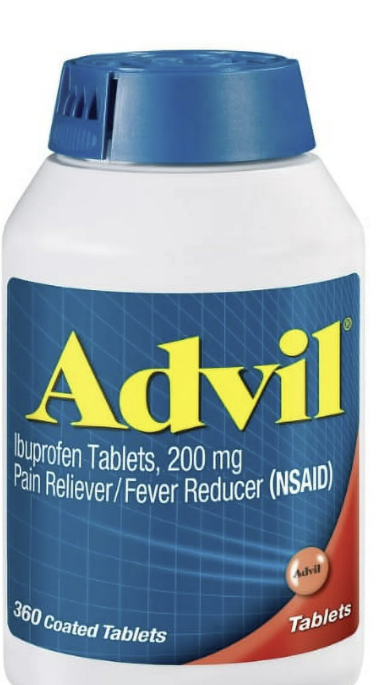 Advil®
Ibuprofen Tablets, 200 mg
Pain Reliever/Fever Reducer (NSAID)
Advil
360 Coated Tablets
Tablets